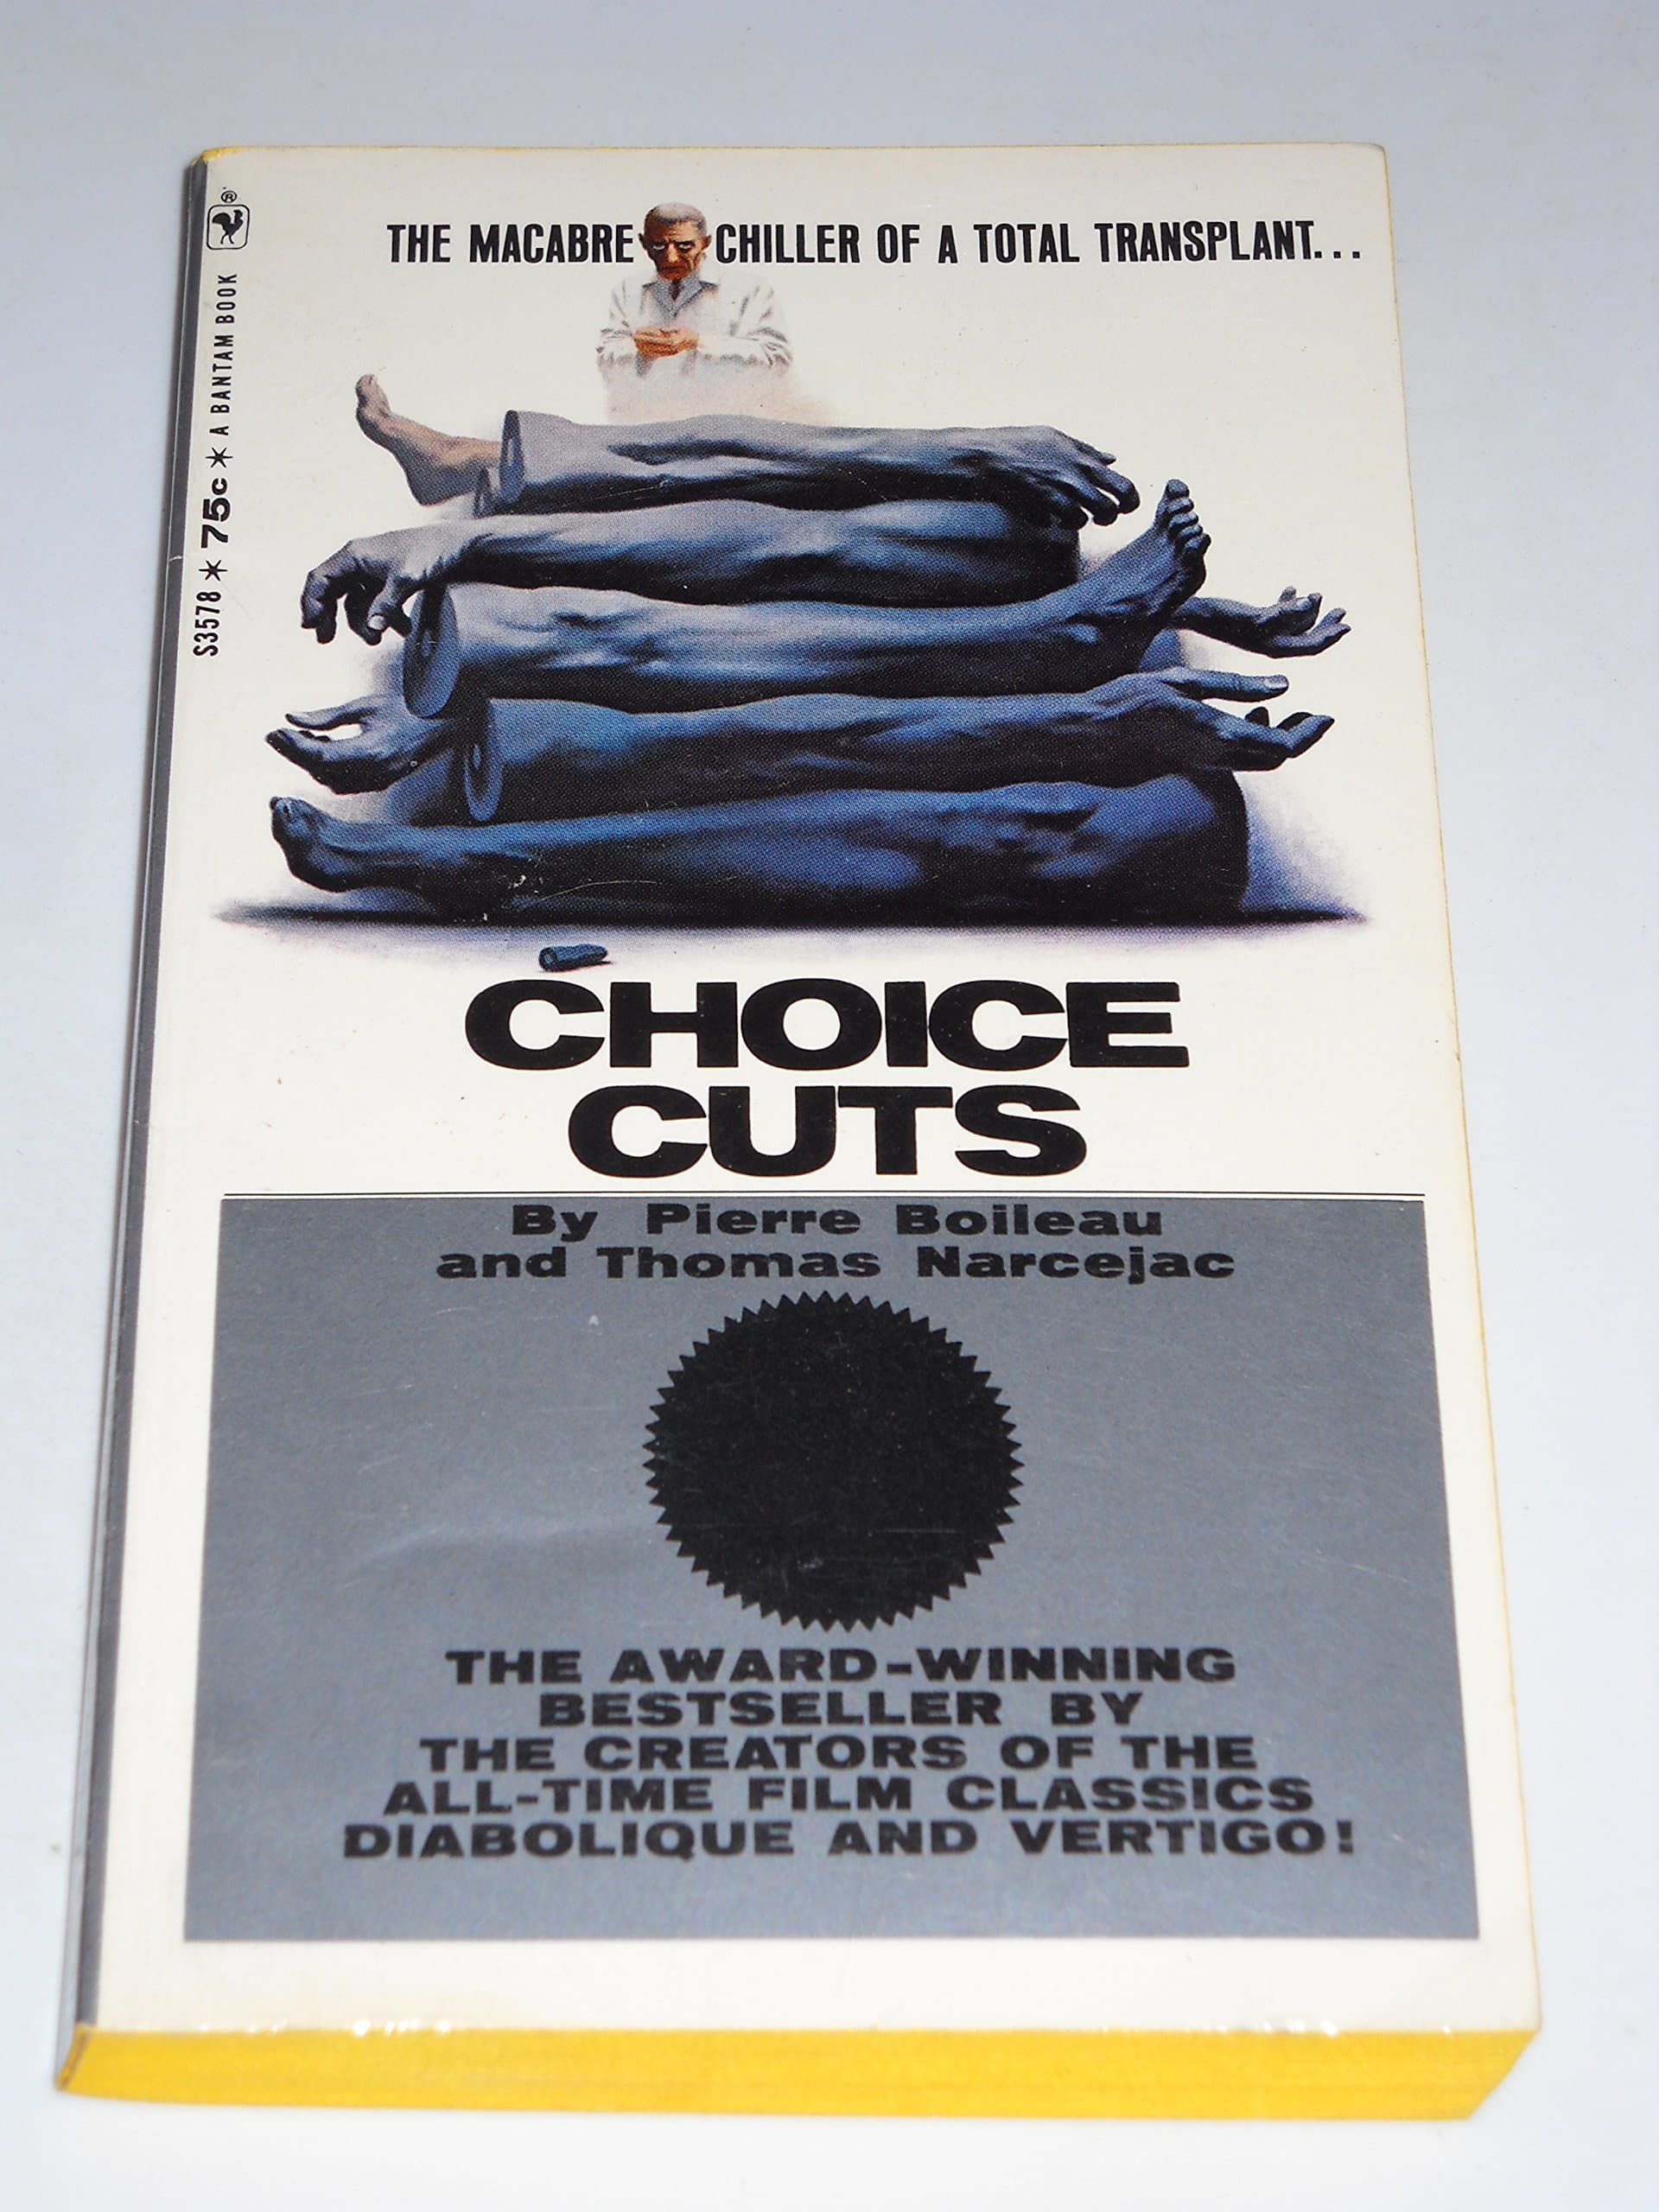 THE MACABRE CHILLER OF A TOTAL TRANSPLANT...
S3578 * 75c * A BANTAM BOOK ®
CHOICE
CUTS
By Pierre Boileau
and Thomas Narcejac
THE AWARD-WINNING
BESTSELLER BY
THE CREATORS OF THE
ALL-TIME FILM CLASSICS
DIABOLIQUE AND VERTIGO!